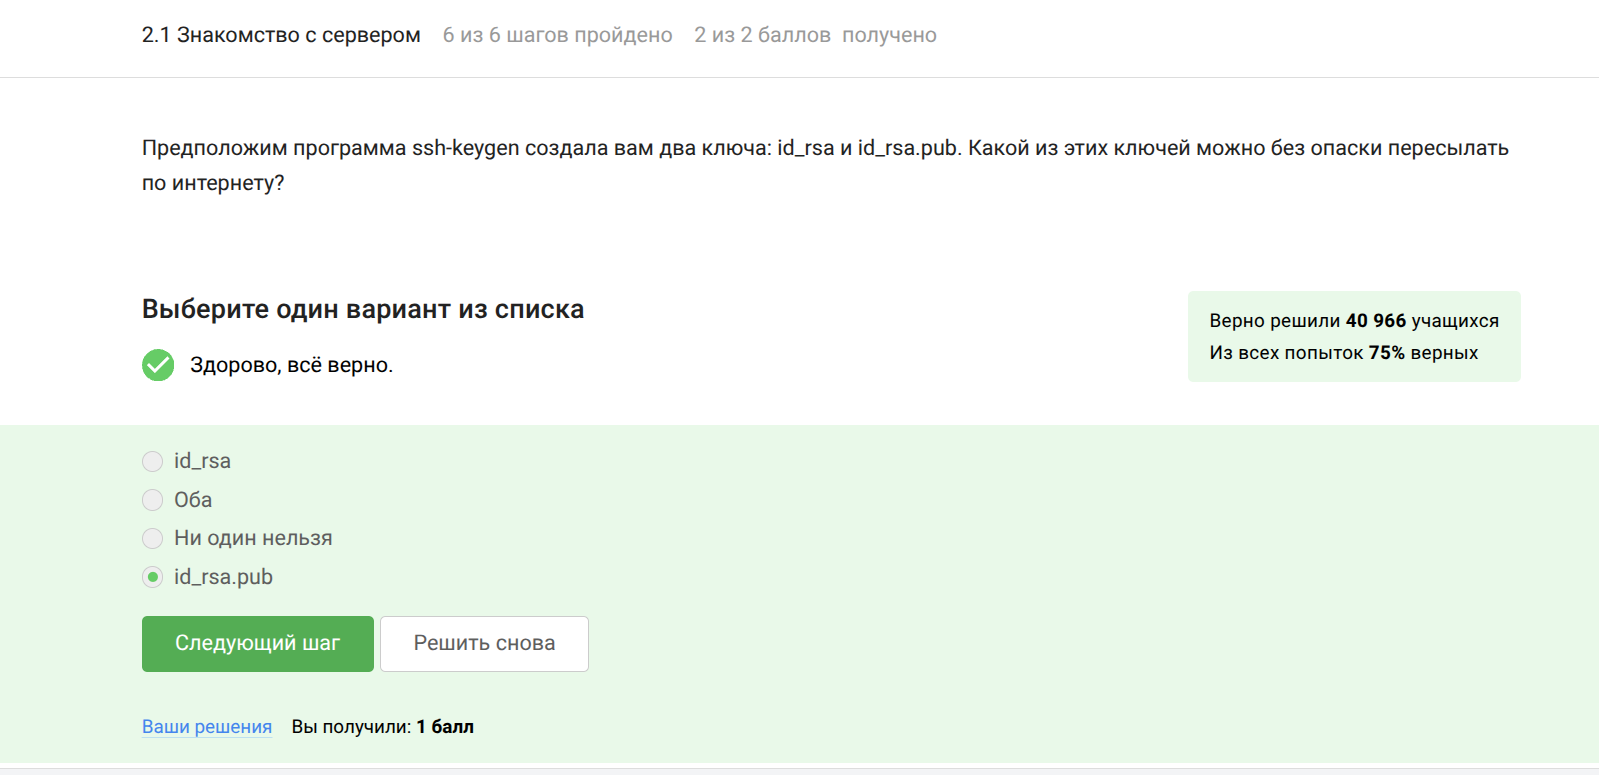 2.1 Знакомство с сервером 6 из 6 шагов пройдено 2 из 2 баллов получено
Предположим программа ssh-keygen создала вам два ключа: id_rsa и id_rsa.pub. Какой из этих ключей можно без опаски пересылать
по интернету?
Выберите один вариант из списка
Здорово, всё верно.
Верно решили 40 966 учащихся
Из всех попыток 75% верных
id_rsa
Оба
Ни один нельзя
id_rsa.pub
Следующий шаг
Решить снова
Ваши решения Вы получили: 1 балл